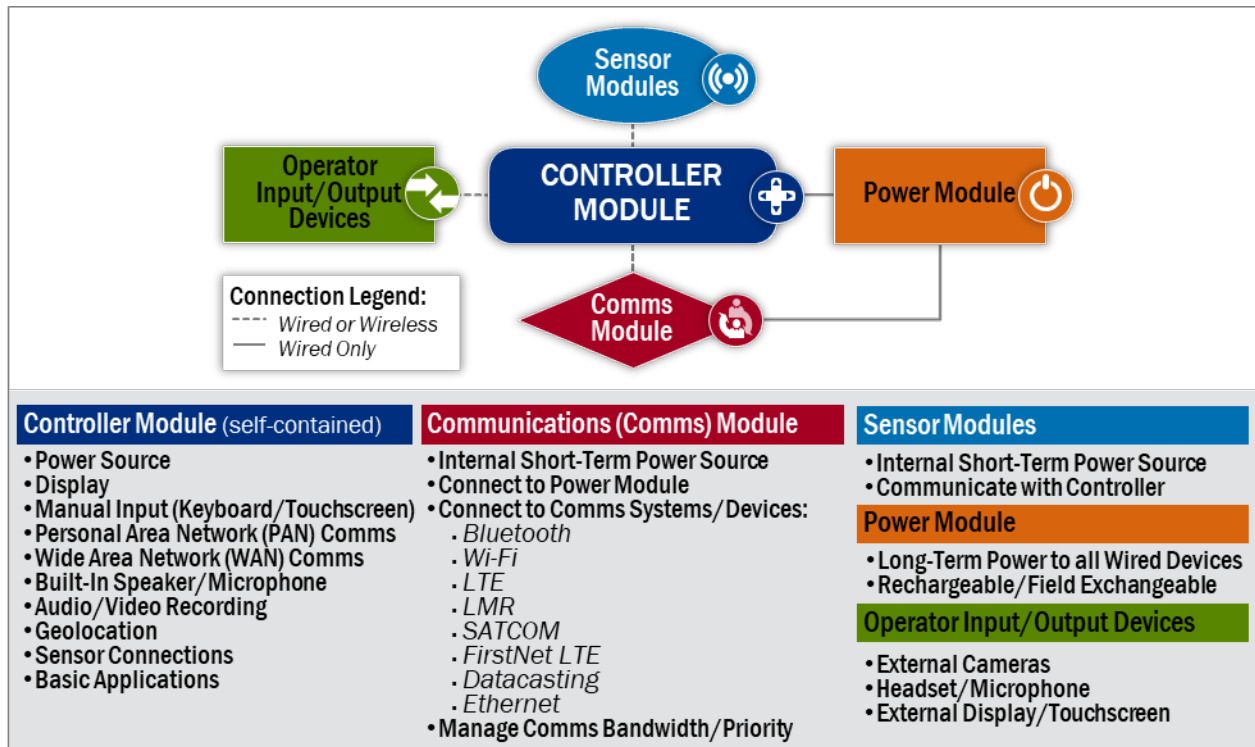 Sensor
Modules
Operator
Input/Output
Devices
CONTROLLER
MODULE
Power Module
Connection Legend:
Wired or Wireless
Wired Only
Comms
Module
Controller Module (self-contained)
•Power Source
•Display
•Manual Input (Keyboard/Touchscreen)
•Personal Area Network (PAN) Comms
•Wide Area Network (WAN) Comms
•Built-In Speaker/Microphone
•Audio/Video Recording
•Geolocation
•Sensor Connections
•Basic Applications
Communications (Comms) Module
•Internal Short-Term Power Source
•Connect to Power Module
•Connect to Comms Systems/Devices:
▪ Bluetooth
▪ Wi-Fi
▪ LTE
▪ LMR
▪ SATCOM
▪ FirstNet LTE
▪ Datacasting
▪ Ethernet
•Manage Comms Bandwidth/Priority
Sensor Modules
•Internal Short-Term Power Source
•Communicate with Controller
Power Module
•Long-Term Power to all Wired Devices
•Rechargeable/Field Exchangeable
Operator Input/Output Devices
•External Cameras
•Headset/Microphone
•External Display/Touchscreen